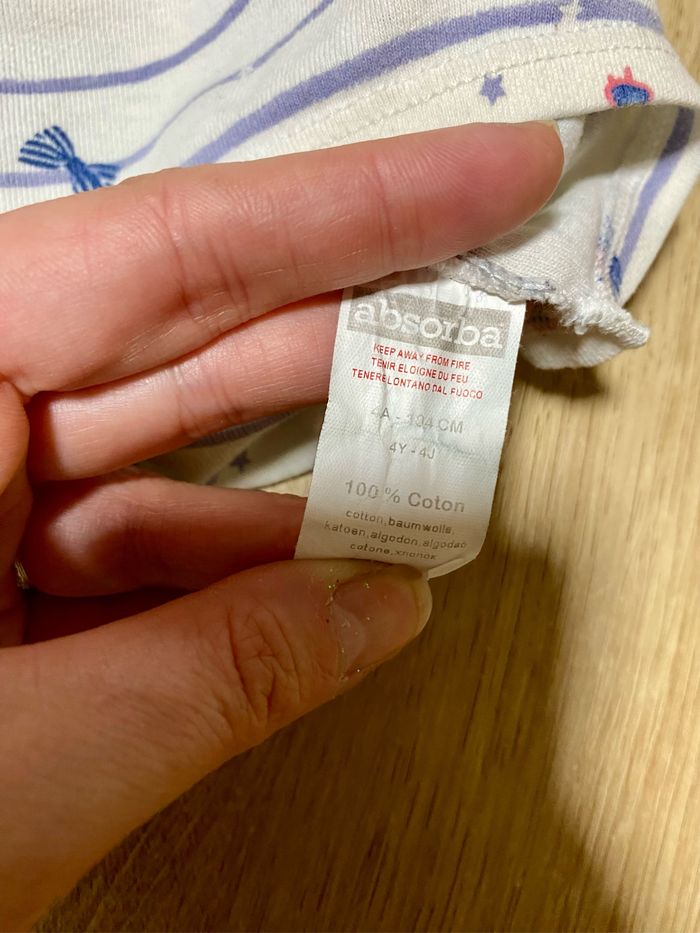 absorba
KEEP AWAY FROM FIRE
TENIR ELOIGNE DU FEU
TENERE LONTANO DAL FUOCO
4A - 104 CM
4Y - 4J
100 % Coton
cotton,baumwolle,
katoen,algodón,algodao
cotone,хлопок